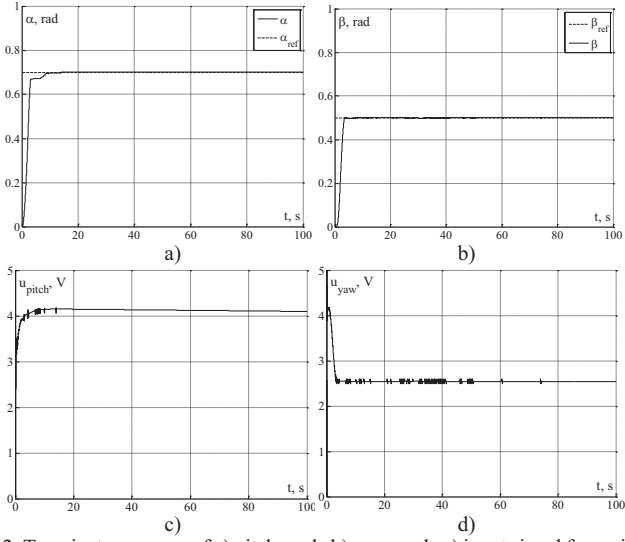 1
α, rad
α
α_ref
0.8
0.6
0.4
0.2
0
t, s
0 20 40 60 80 100
a)
1
β, rad
β_ref
β
0.8
0.6
0.4
0.2
0
t, s
0 20 40 60 80 100
b)
5
u_pitch, V
4
3
2
1
0
t, s
0 20 40 60 80 100
c)
5
u_yaw, V
4
3
2
1
0
t, s
0 20 40 60 80 100
d)